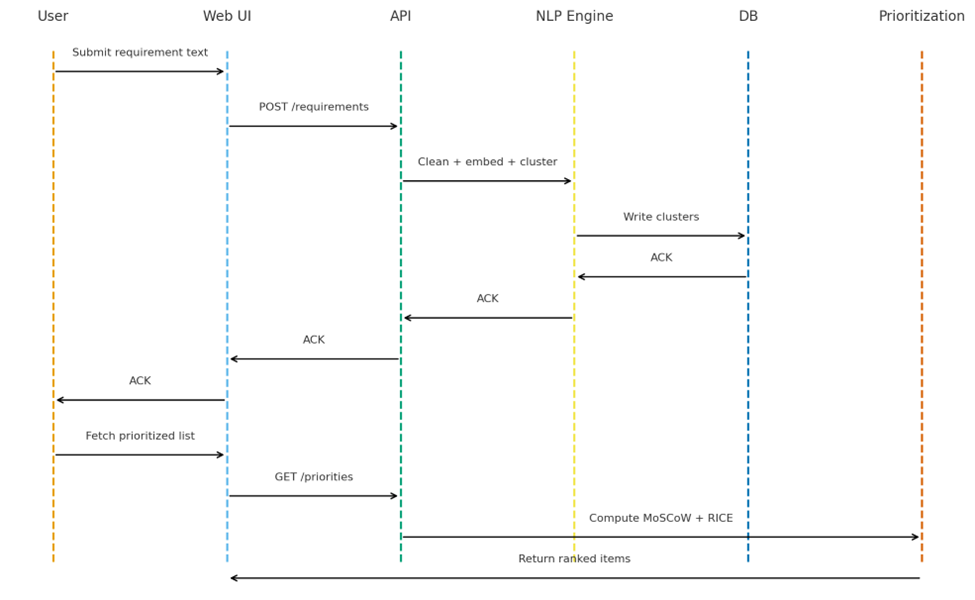 User
Web UI
API
NLP Engine
DB
Prioritization
Submit requirement text
POST /requirements
Clean + embed + cluster
Write clusters
ACK
ACK
ACK
ACK
Fetch prioritized list
GET /priorities
Compute MoSCoW + RICE
Return ranked items